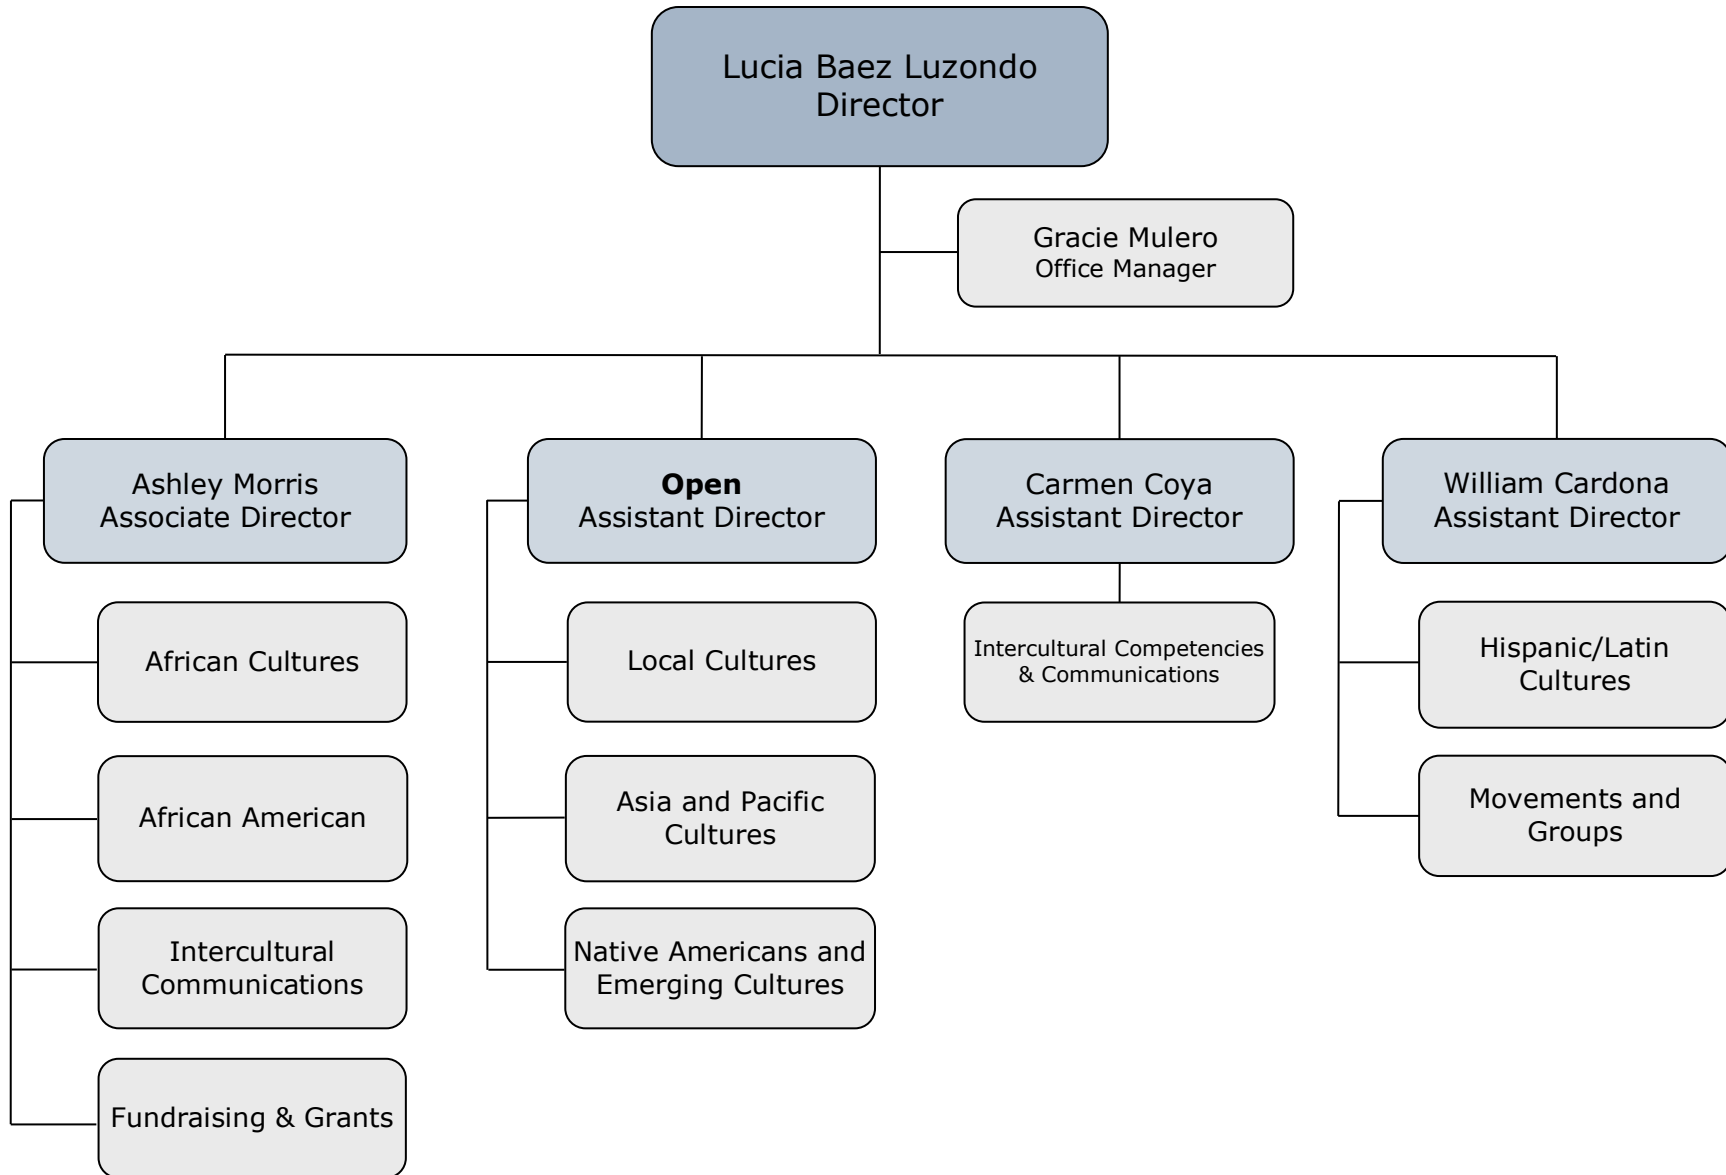 Lucia Baez Luzondo
Director
Gracie Mulero
Office Manager
Ashley Morris
Associate Director
Open
Assistant Director
Carmen Coya
Assistant Director
William Cardona
Assistant Director
African Cultures
African American
Intercultural
Communications
Fundraising & Grants
Local Cultures
Asia and Pacific
Cultures
Native Americans and
Emerging Cultures
Intercultural Competencies
& Communications
Hispanic/Latin
Cultures
Movements and
Groups